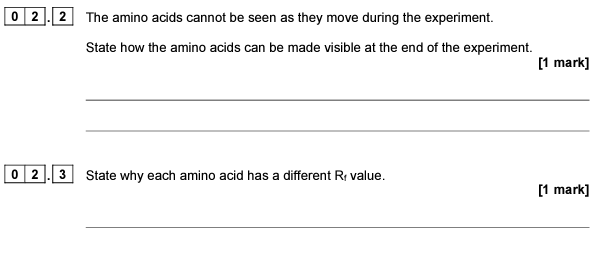 0 2 . 2 The amino acids cannot be seen as they move during the experiment.
State how the amino acids can be made visible at the end of the experiment.
[1 mark]
0 2 . 3 State why each amino acid has a different Rf value.
[1 mark]